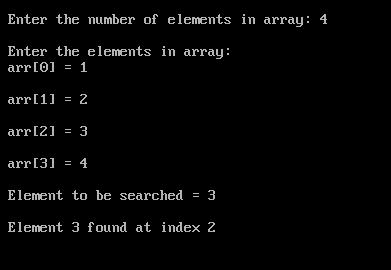 Enter the number of elements in array: 4
Enter the elements in array:
arr[0] = 1
arr[1] = 2
arr[2] = 3
arr[3] = 4
Element to be searched = 3
Element 3 found at index 2